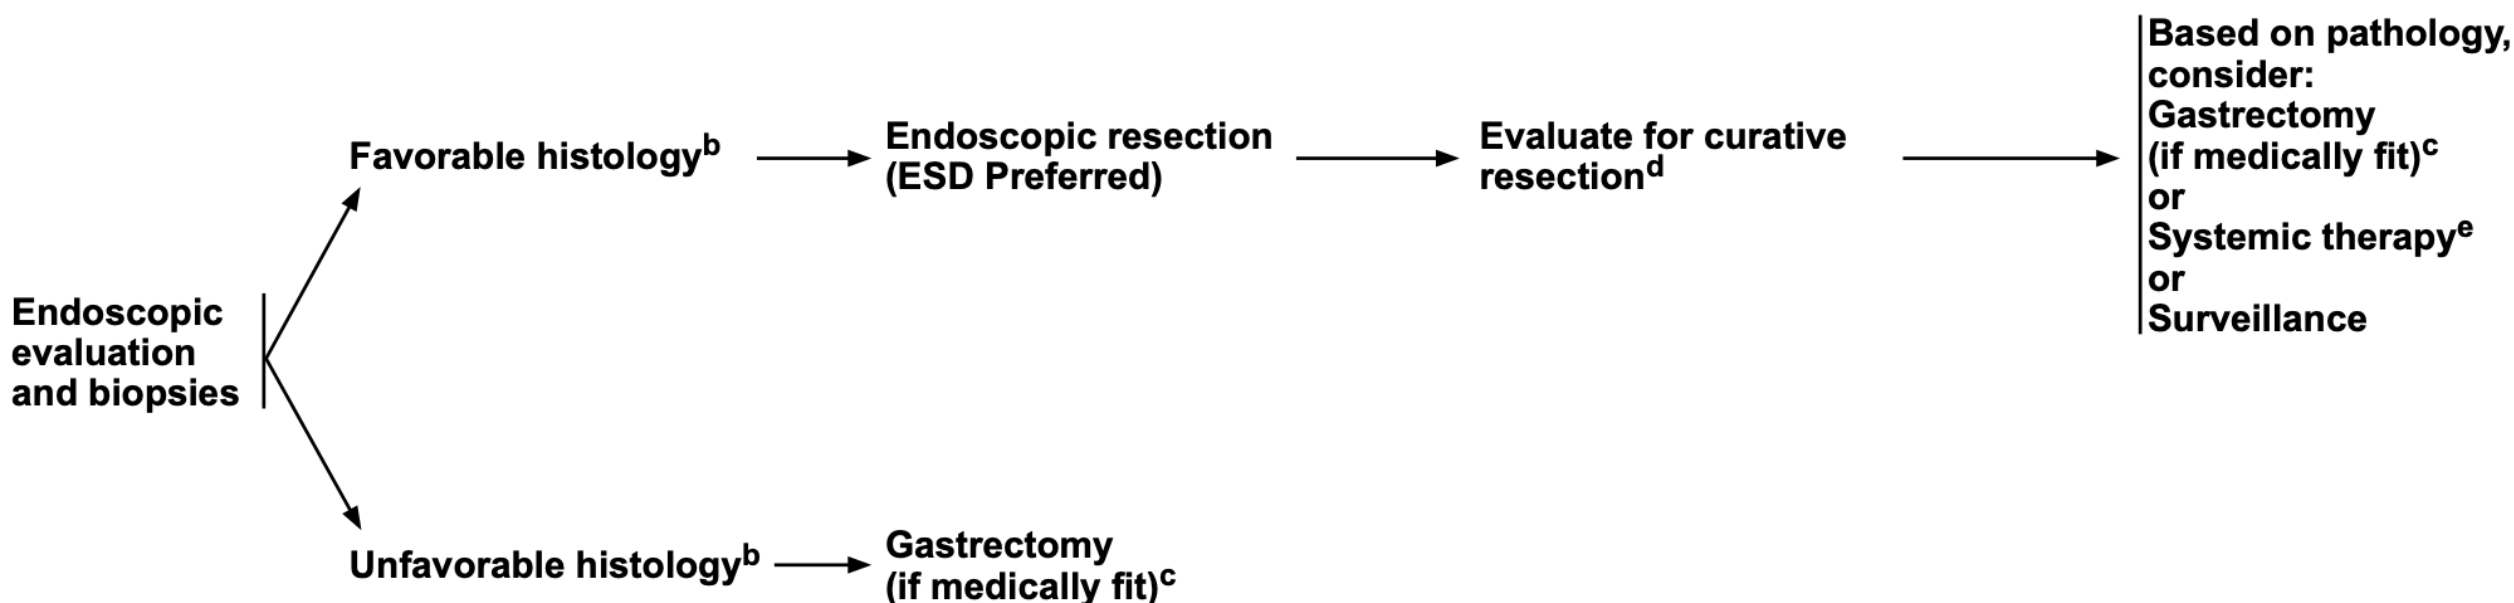 Endoscopic
evaluation
and biopsies
Favorable histologyᵇ
Endoscopic resection
(ESD Preferred)
Evaluate for curative
resectionᵈ
Based on pathology,
consider:
Gastrectomy
(if medically fit)ᶜ
or
Systemic therapyᵉ
or
Surveillance
Unfavorable histologyᵇ
Gastrectomy
(if medically fit)ᶜ